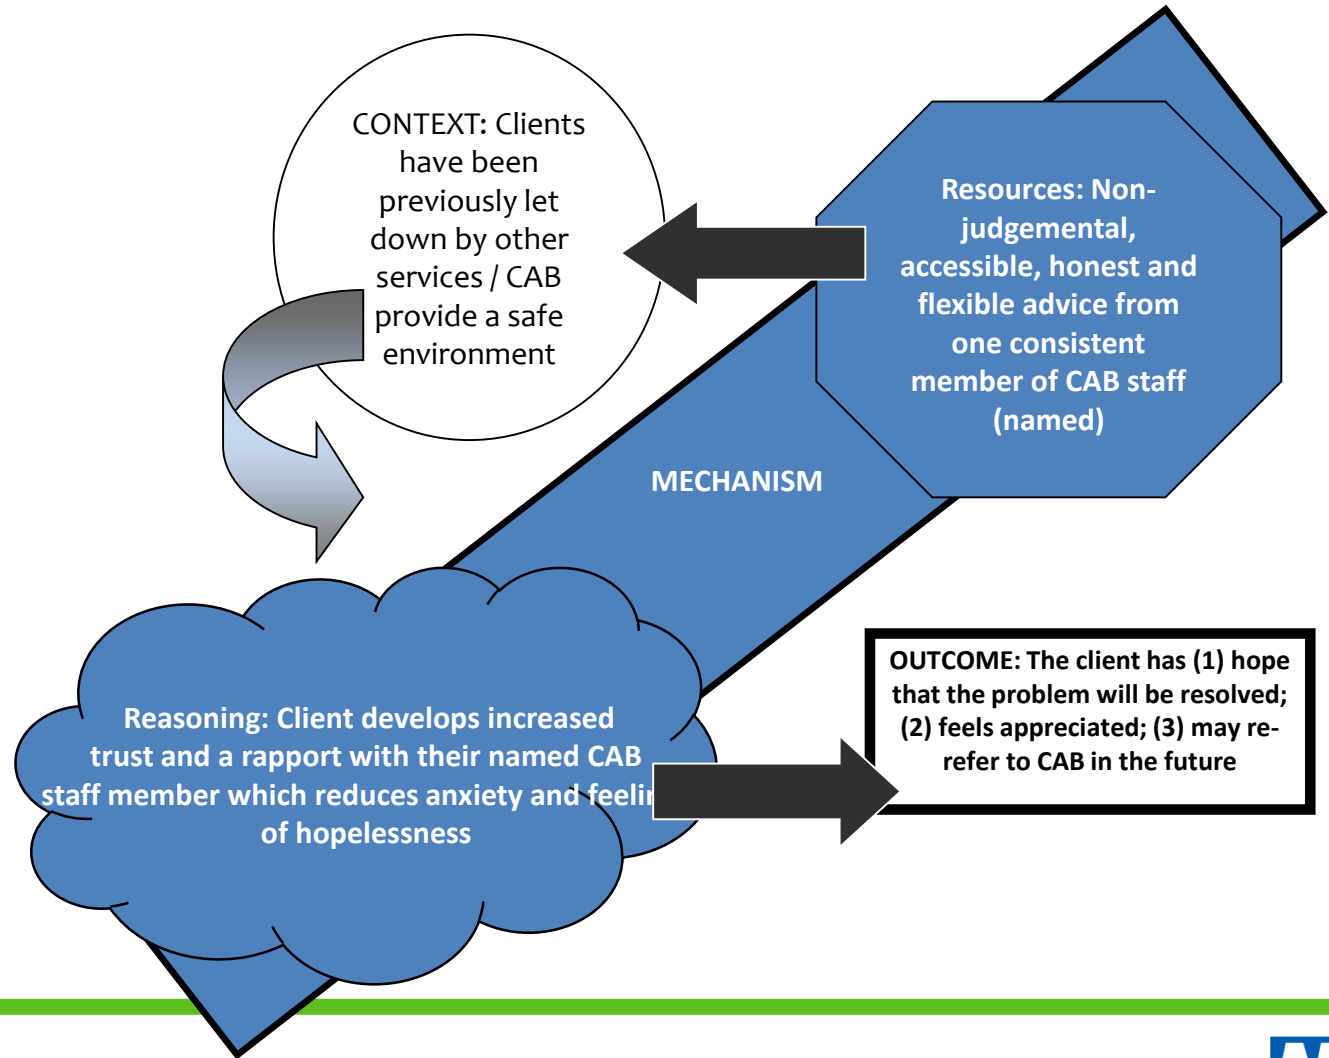 CONTEXT: Clients
have been
previously let
down by other
services / CAB
provide a safe
environment
Resources: Non-
judgemental,
accessible, honest and
flexible advice from
one consistent
member of CAB staff
(named)
MECHANISM
Reasoning: Client develops increased
trust and a rapport with their named CAB
staff member which reduces anxiety and
of hopelessness
OUTCOME: The client has (1) hope
that the problem will be resolved;
(2) feels appreciated; (3) may re-
refer to CAB in the future